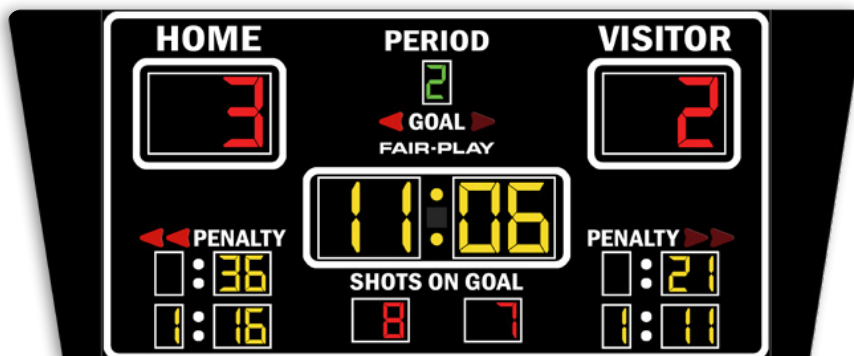 HOME PERIOD VISITOR
3 2 2
GOAL
FAIR-PLAY
11:06
PENALTY PENALTY
:36 :21
SHOTS ON GOAL
1:16 8 7 1:11